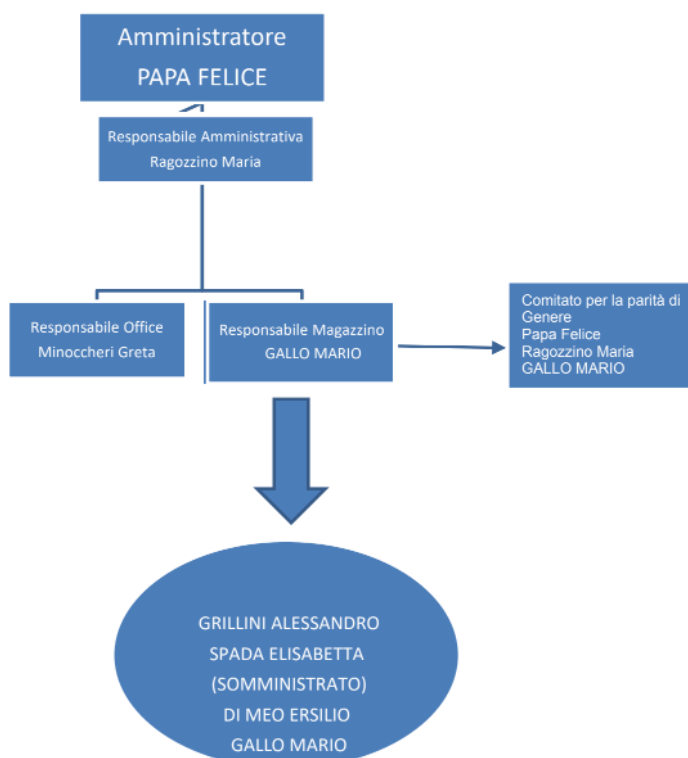 Amministratore
PAPA FELICE
Responsabile Amministrativa
Ragozzino Maria
Responsabile Office
Minoccheri Greta
Responsabile Magazzino
GALLO MARIO
Comitato per la parità di
Genere
Papa Felice
Ragozzino Maria
GALLO MARIO
GRILLINI ALESSANDRO
SPADA ELISABETTA
(SOMMINISTRATO)
DI MEO ERSILIO
GALLO MARIO